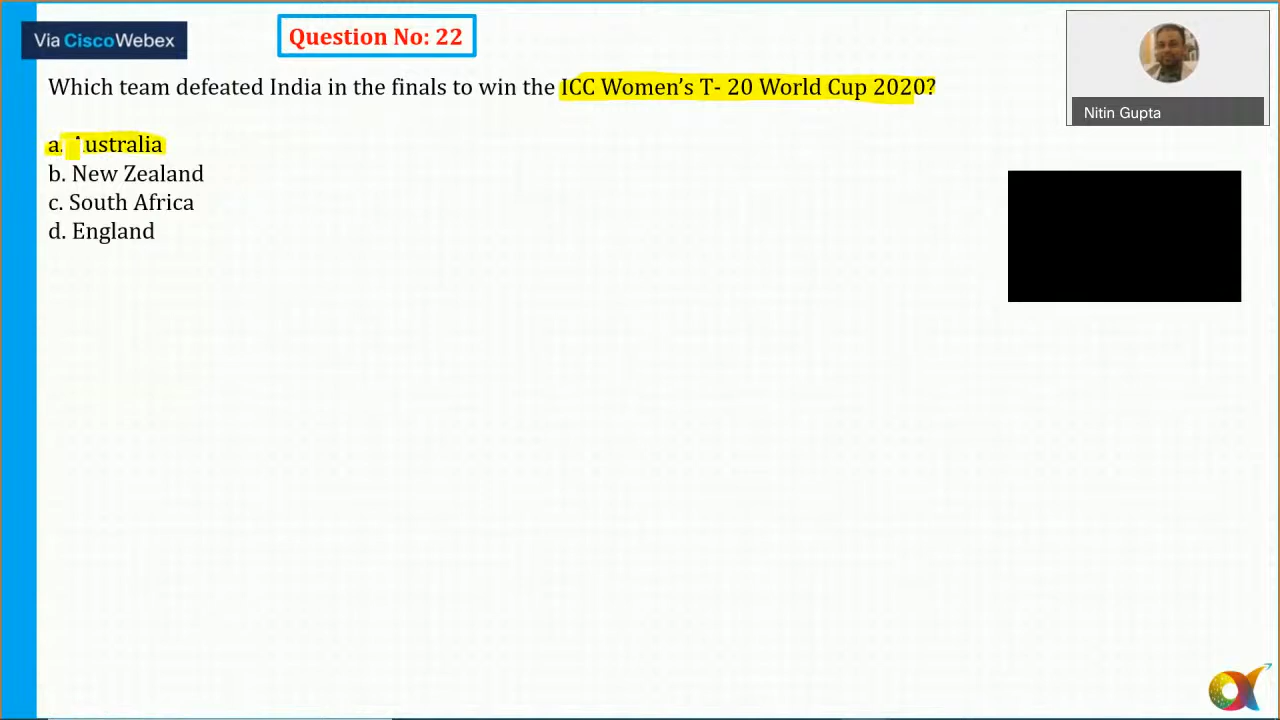 Via CiscoWebex
Question No: 22
Which team defeated India in the finals to win the ICC Women's T- 20 World Cup 2020?
a. Australia
b. New Zealand
c. South Africa
d. England
Nitin Gupta